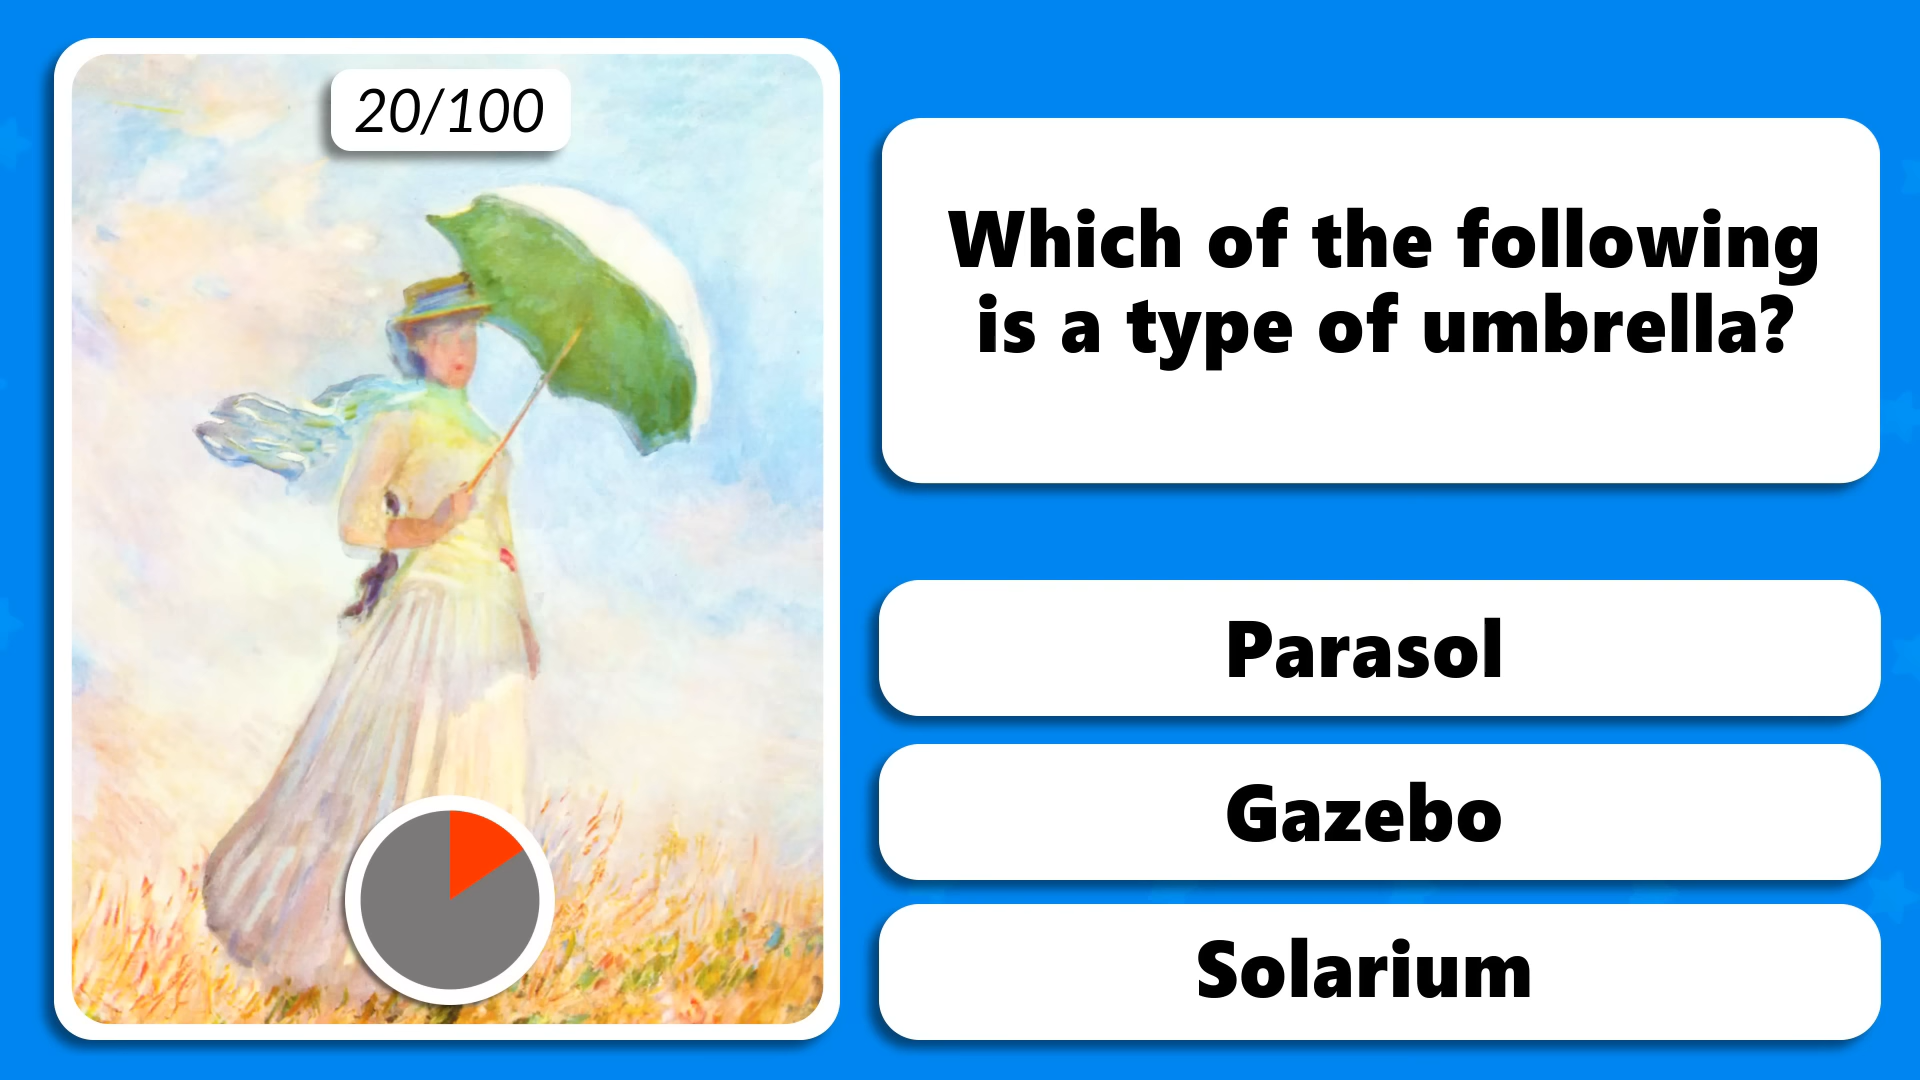 20/100
Which of the following
is a type of umbrella?
Parasol
Gazebo
Solarium